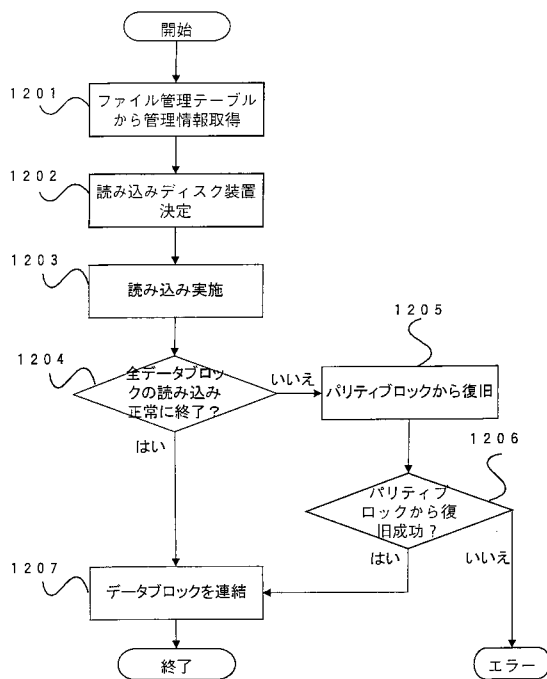 開始
1201
ファイル管理テーブル
から管理情報取得
1202
読み込みディスク装置
決定
1203
読み込み実施
1204
全データブロッ
クの読み込み
正常に終了？
いいえ
はい
1205
パリティブロックから復旧
1206
パリティブ
ロックから復
旧成功？
はい
いいえ
1207
データブロックを連結
終了
エラー